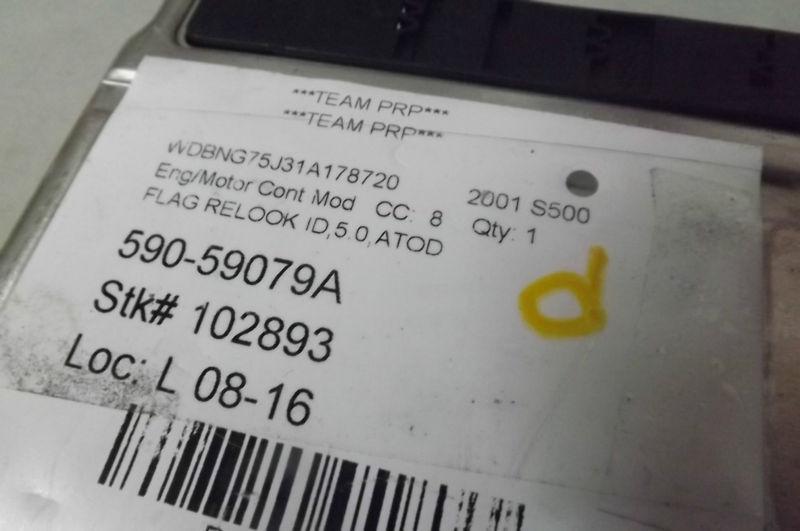 ***TEAM PRP***
***TEAM PRP***
WDBNG75J31A178720 2001 S500
Eng/Motor Cont Mod CC: 8 Qty: 1
FLAG RELOOK ID,5.0,ATOD
590-59079A
Stk# 102893
Loc: L 08-16
d